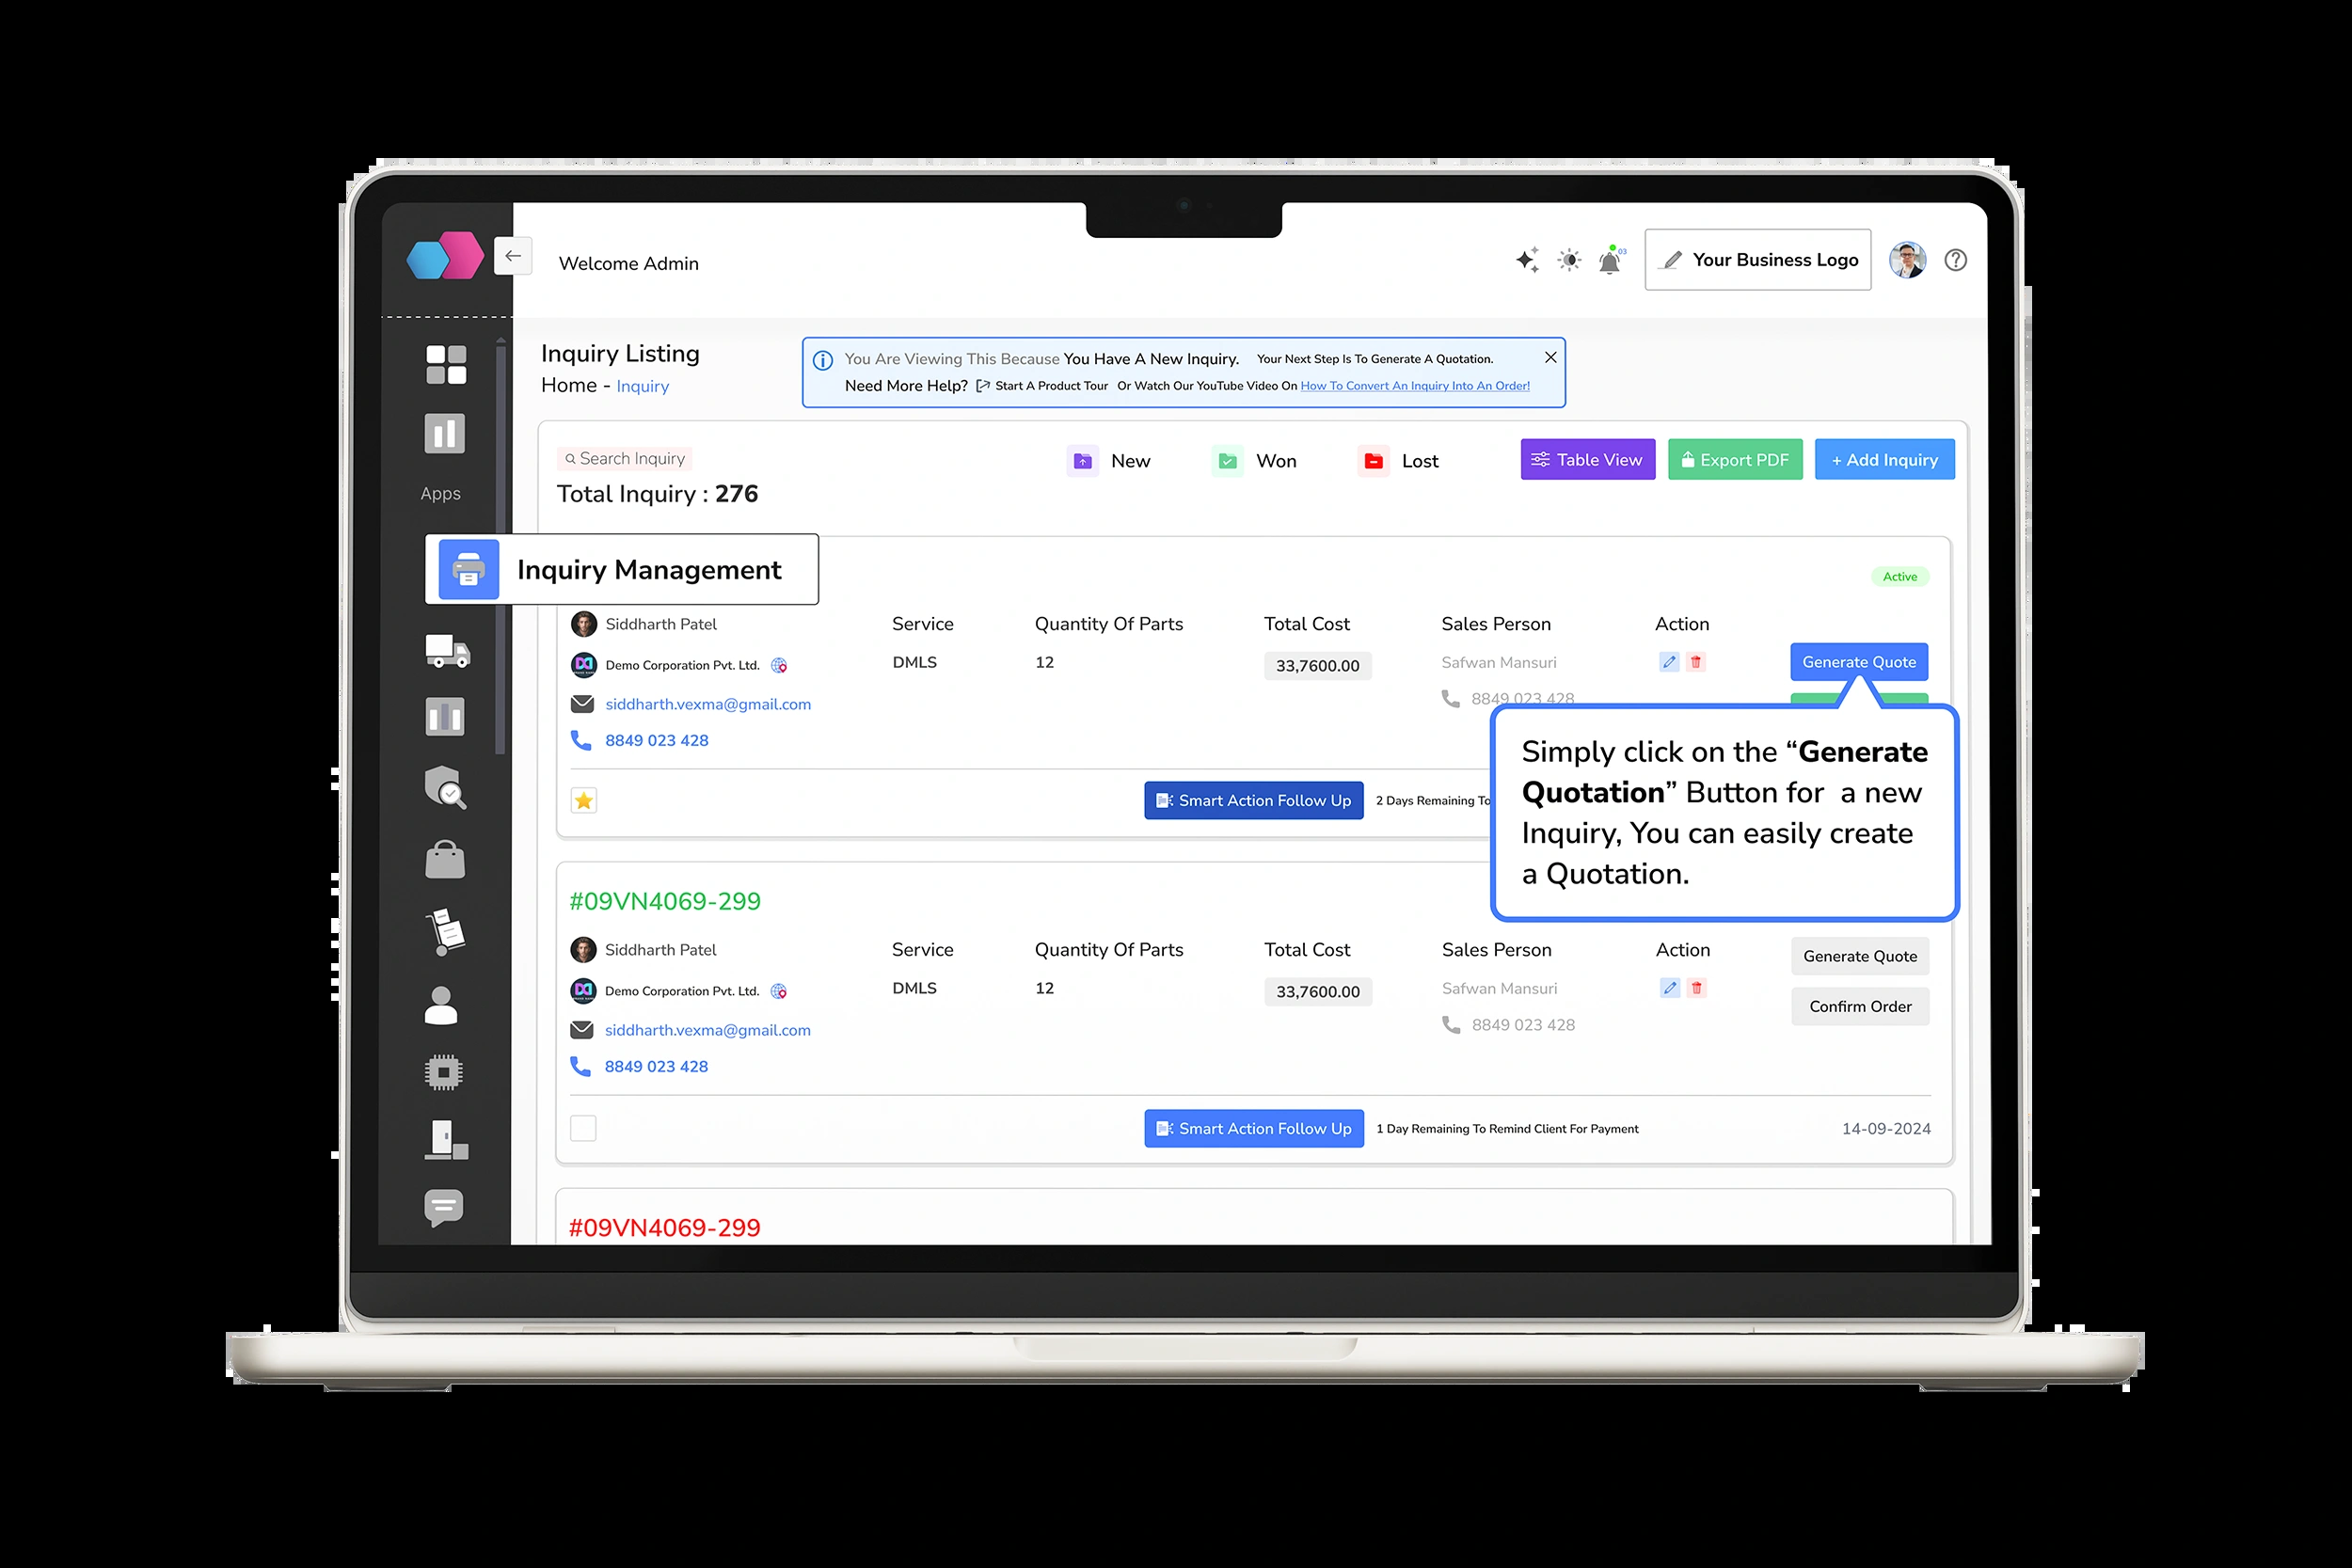 Welcome Admin
03
Your Business Logo
Inquiry Listing
Home - Inquiry
You Are Viewing This Because You Have A New Inquiry. Your Next Step Is To Generate A Quotation.
Need More Help? Start A Product Tour Or Watch Our YouTube Video On How To Convert An Inquiry Into An Order!
Search Inquiry
Total Inquiry : 276
New
Won
Lost
Table View
Export PDF
+ Add Inquiry
Apps
Inquiry Management
Active
Siddharth Patel
Service
Quantity Of Parts
Total Cost
Sales Person
Action
Demo Corporation Pvt. Ltd.
DMLS
12
33,7600.00
Safwan Mansuri
Generate Quote
siddharth.vexma@gmail.com
8849 023 428
8849 023 428
Smart Action Follow Up
2 Days Remaining To
Simply click on the “Generate
Quotation” Button for a new
Inquiry, You can easily create
a Quotation.
#09VN4069-299
Siddharth Patel
Service
Quantity Of Parts
Total Cost
Sales Person
Action
Generate Quote
Demo Corporation Pvt. Ltd.
DMLS
12
33,7600.00
Safwan Mansuri
Confirm Order
siddharth.vexma@gmail.com
8849 023 428
8849 023 428
Smart Action Follow Up
1 Day Remaining To Remind Client For Payment
14-09-2024
#09VN4069-299